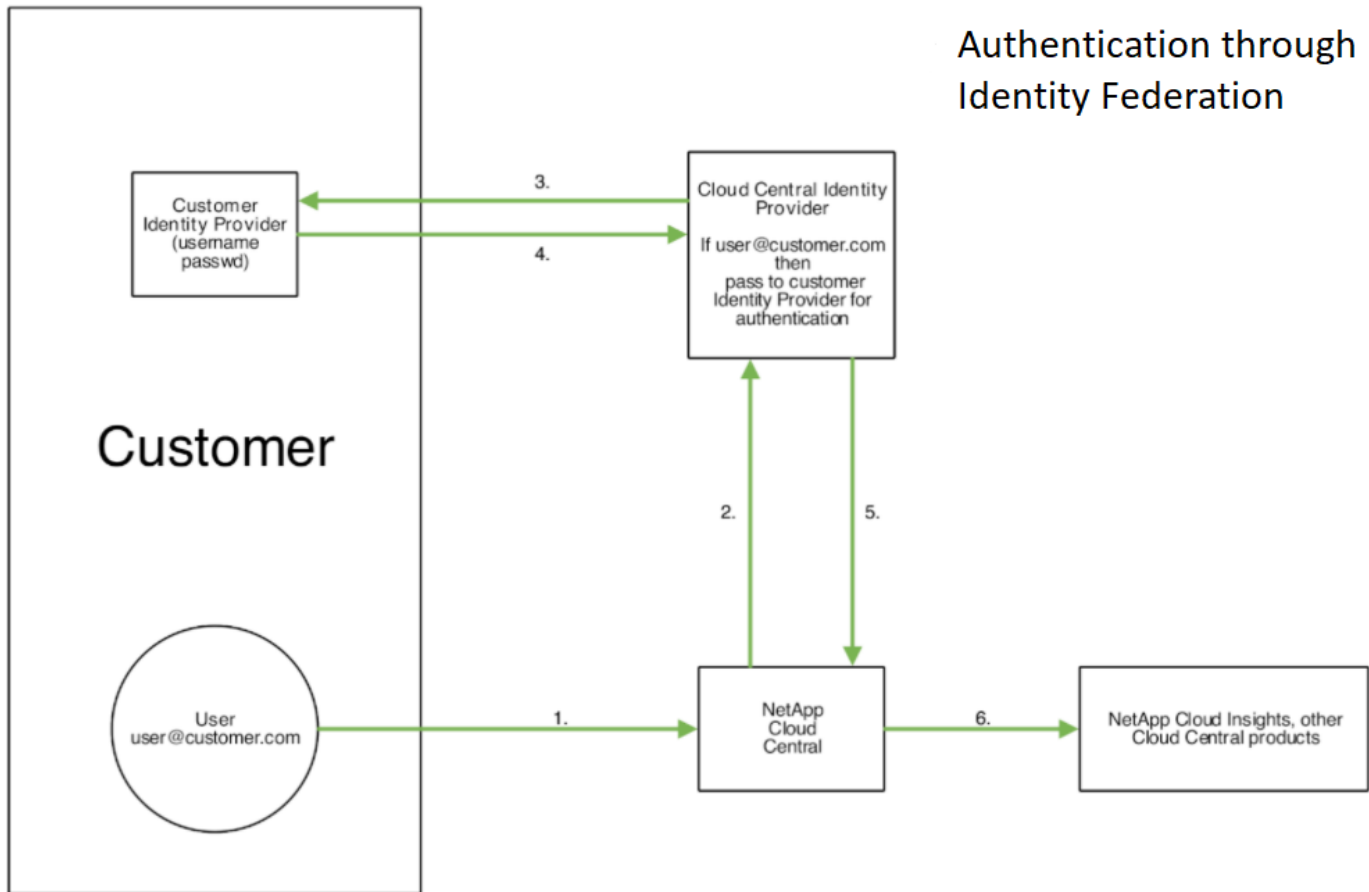 Authentication through
Identity Federation
Customer
Identity Provider
(username
passwd)
3.
4.
Cloud Central Identity
Provider
If user@customer.com
then
pass to customer
Identity Provider for
authentication
Customer
2.
5.
User
user@customer.com
1.
NetApp
Cloud
Central
6.
NetApp Cloud Insights, other
Cloud Central products